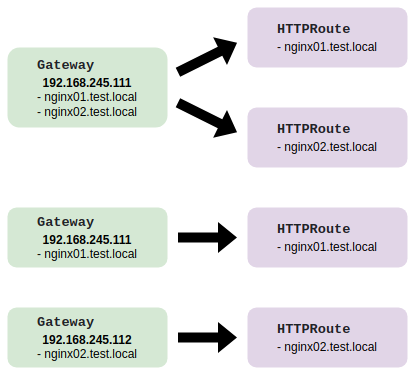 Gateway
192.168.245.111
- nginx01.test.local
- nginx02.test.local
HTTPRoute
- nginx01.test.local
HTTPRoute
- nginx02.test.local
Gateway
192.168.245.111
- nginx01.test.local
HTTPRoute
- nginx01.test.local
Gateway
192.168.245.112
- nginx02.test.local
HTTPRoute
- nginx02.test.local